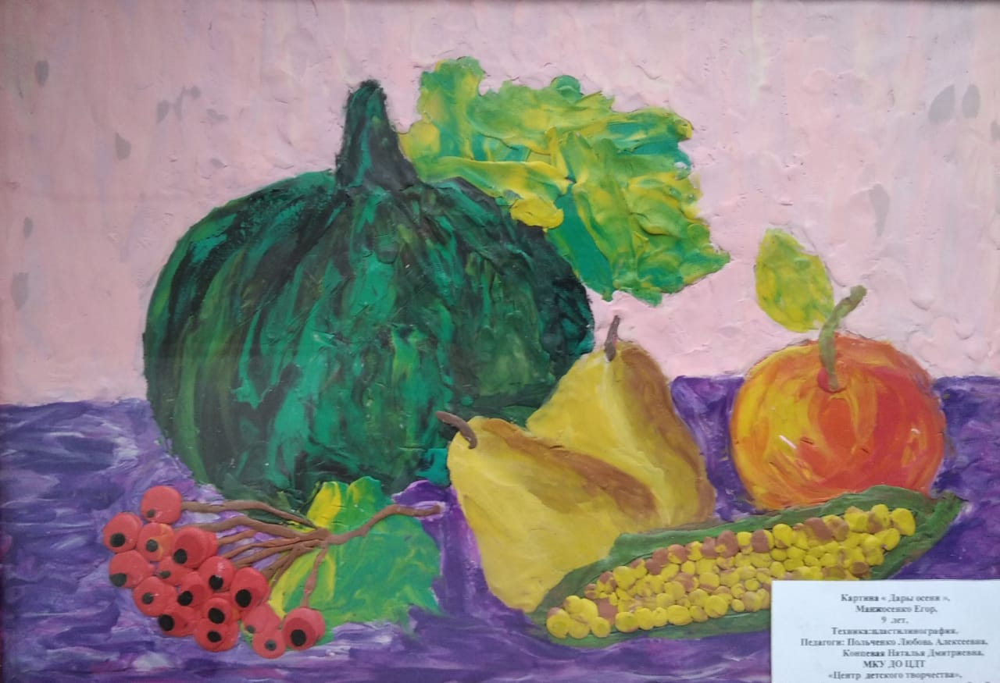 Картина « Дары осени »,
Манжосенко Егор,
9 лет,
Техника:пластилинография,
Педагоги: Польченко Любовь Алексеевна,
Концевая Наталья Дмитриевна,
МКУ ДО ЦДТ
«Центр детского творчества»,